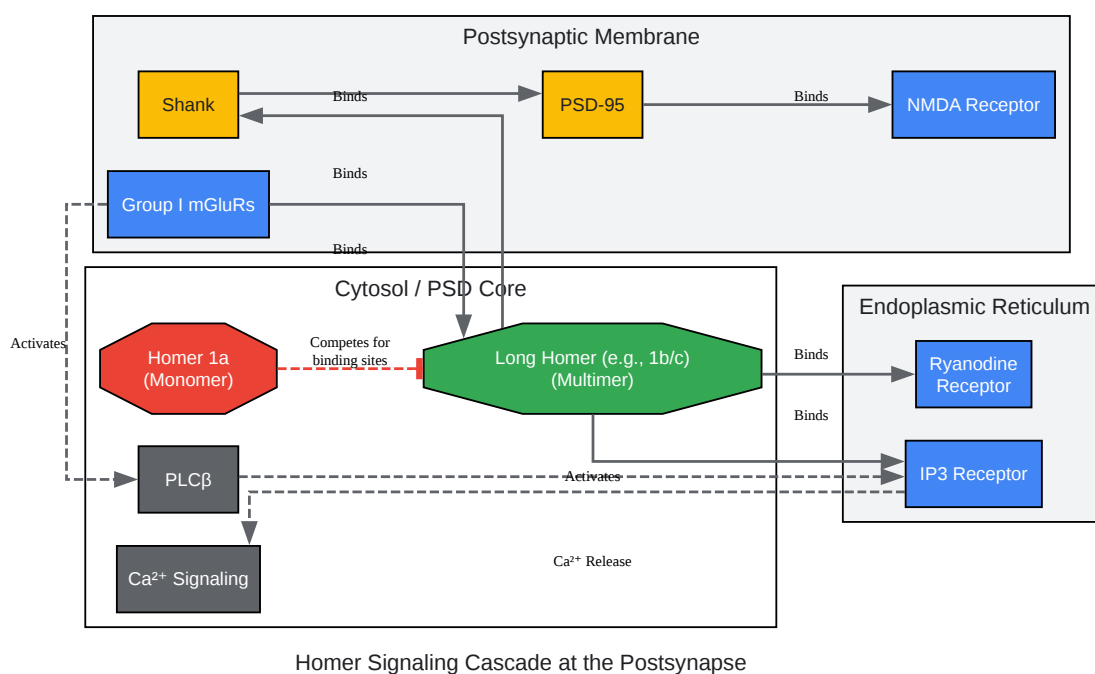 Postsynaptic Membrane
Shank
Binds
PSD-95
Binds
NMDA Receptor
Group I mGluRs
Binds
Binds
Cytosol / PSD Core
Endoplasmic Reticulum
Activates
Homer 1a
(Monomer)
Competes for
binding sites
Long Homer (e.g., 1b/c)
(Multimer)
Binds
Ryanodine
Receptor
Binds
PLCβ
Activates
IP3 Receptor
Ca²⁺ Signaling
Ca²⁺ Release
Homer Signaling Cascade at the Postsynapse